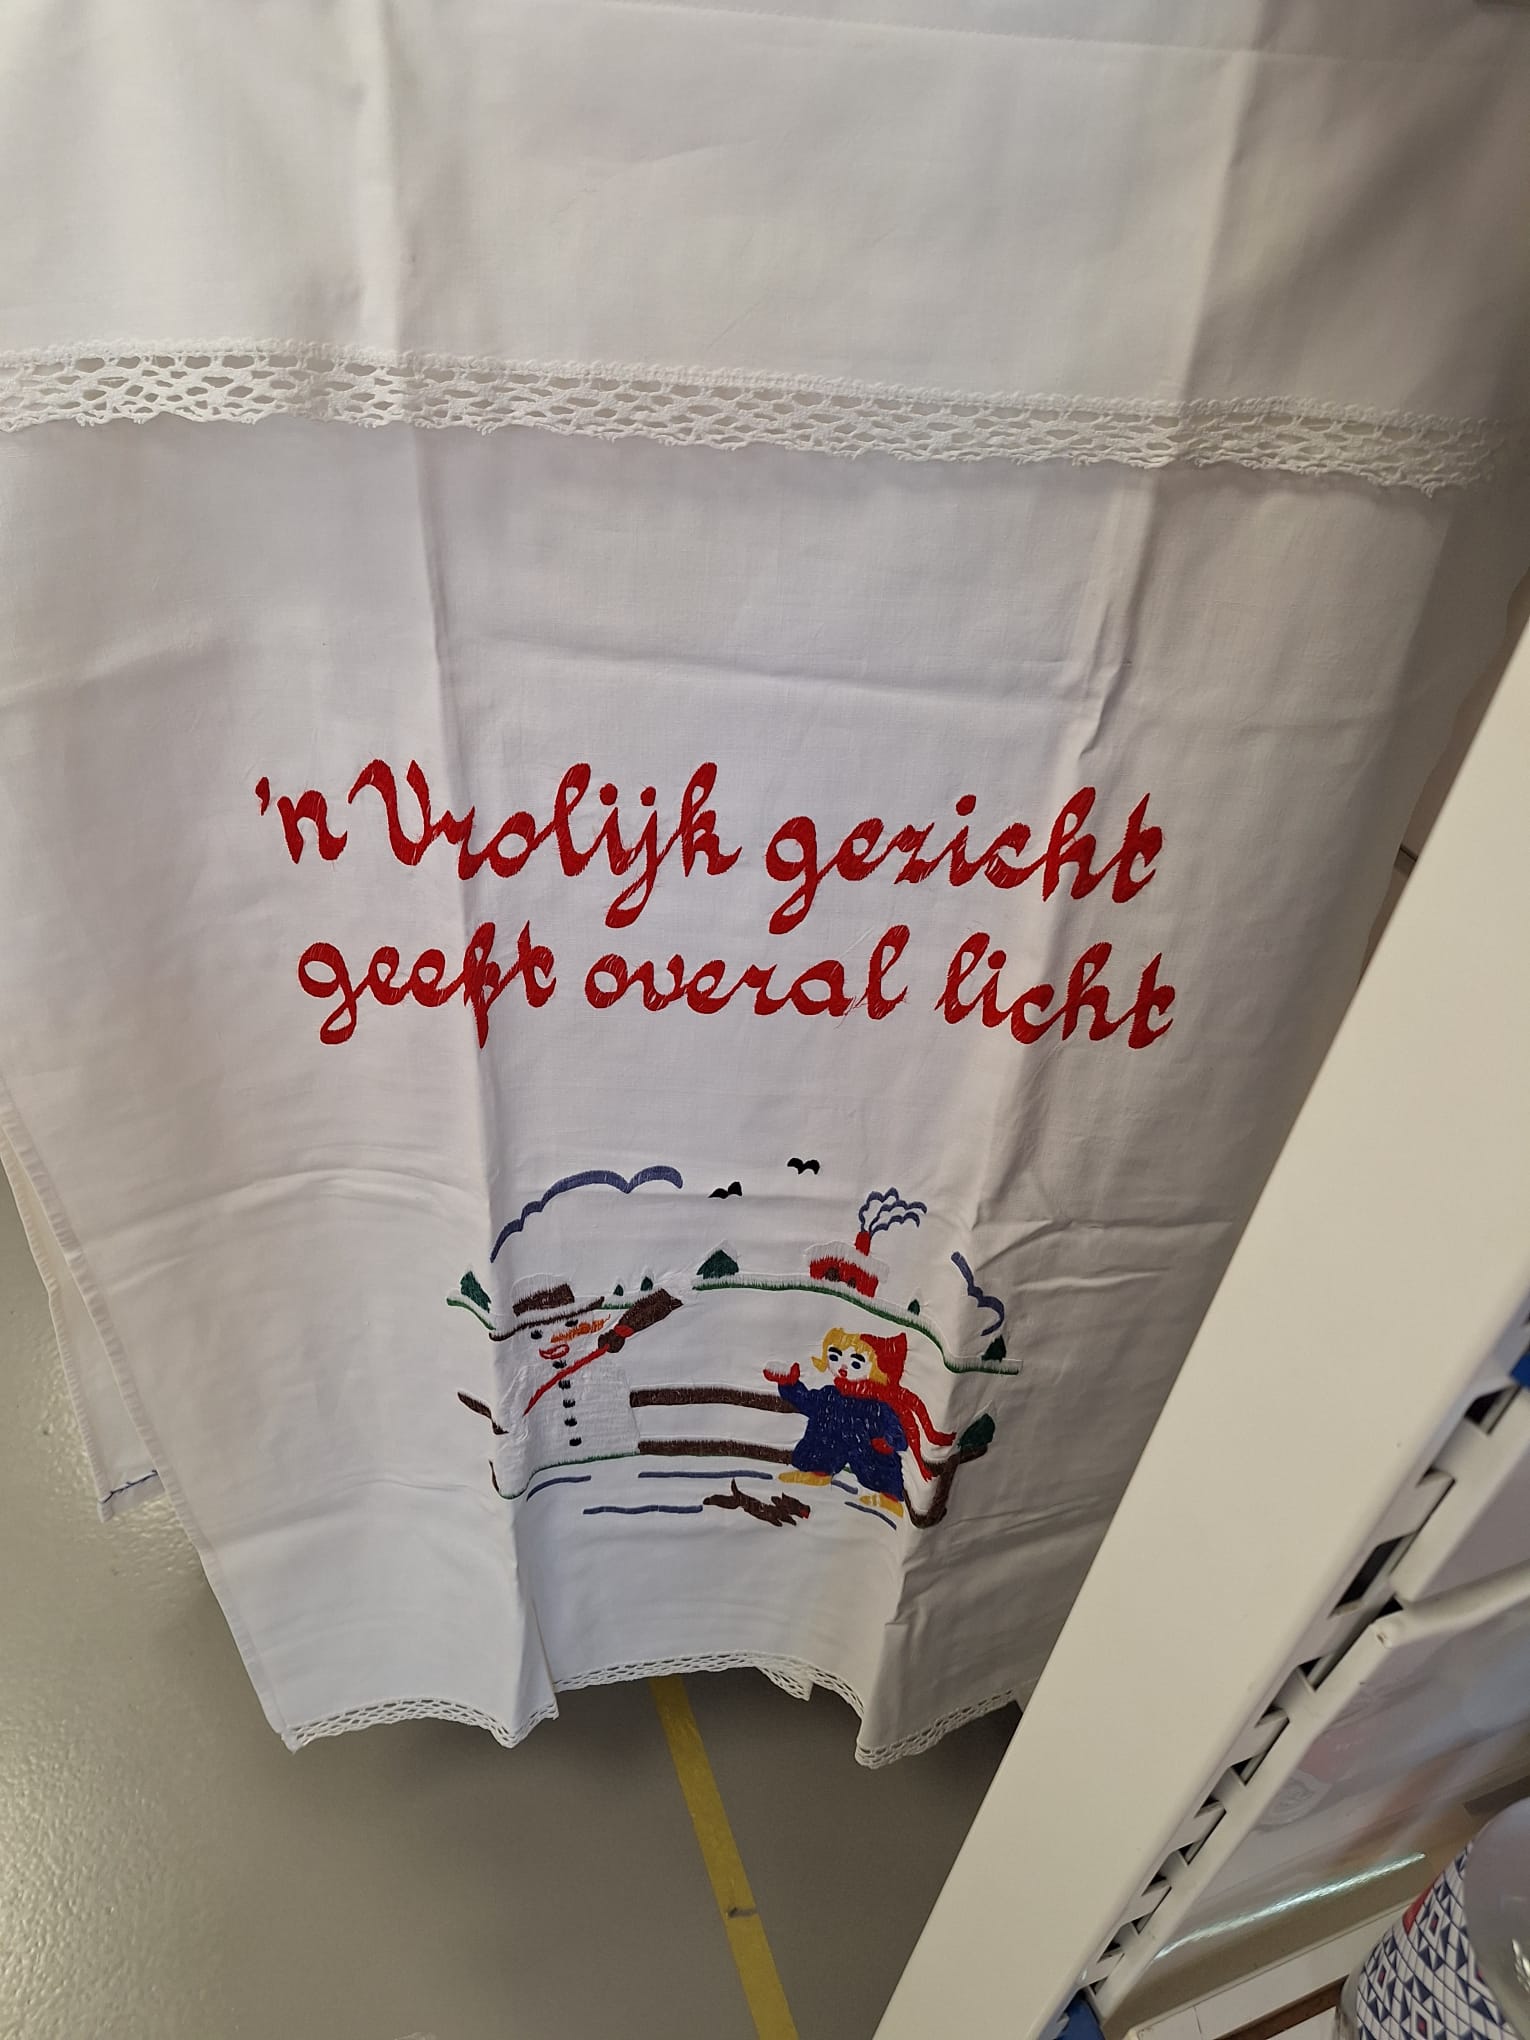 'n Vrolijk gezicht
geeft overal licht